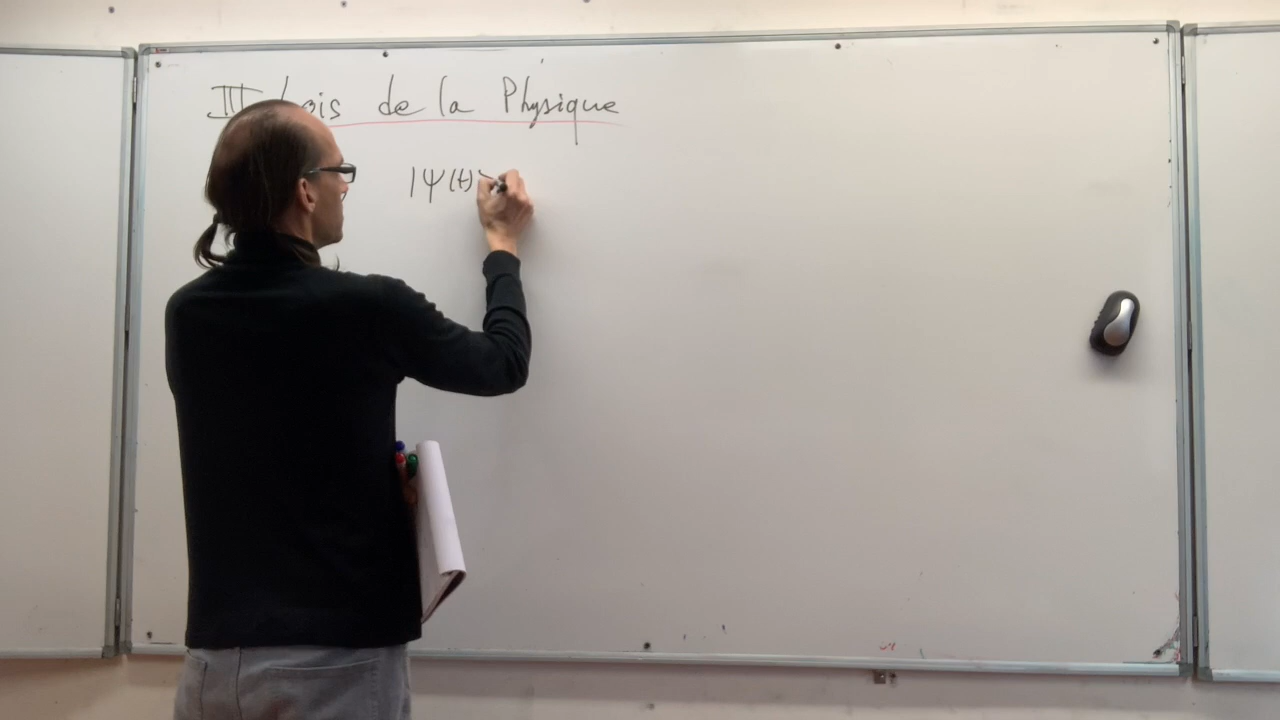 III Lois de la Physique
|Ψ(t)>